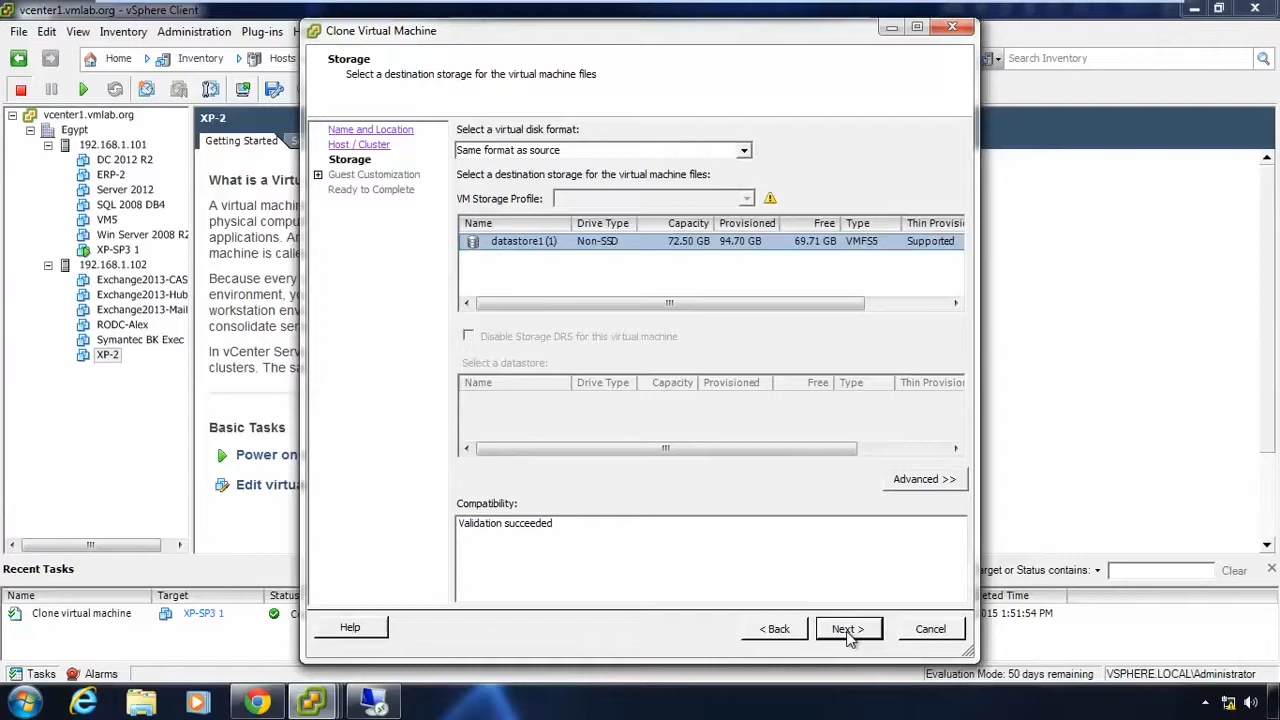 vcenter1.vmlab.org - vSphere Client
File Edit View Inventory Administration Plug-ins
Home Inventory Hosts
Search Inventory
vcenter1.vmlab.org
Egypt
192.168.1.101
DC 2012 R2
ERP-2
Server 2012
SQL 2008 DB4
VM5
Win Server 2008 R2
XP-SP3 1
192.168.1.102
Exchange2013-CAS
Exchange2013-Hub
Exchange2013-Mail
RODC-Alex
Symantec BK Exec
XP-2
XP-2
Getting Started
What is a Virtu
A virtual machin
physical compu
applications. An
machine is calle
Because every
environment, yo
workstation env
consolidate serv
In vCenter Serve
clusters. The sa
Basic Tasks
Power on
Edit virtua
Clone Virtual Machine
Storage
Select a destination storage for the virtual machine files
Name and Location
Host / Cluster
Storage
Guest Customization
Ready to Complete
Select a virtual disk format:
Same format as source
Select a destination storage for the virtual machine files:
VM Storage Profile:
Name Drive Type Capacity Provisioned Free Type Thin Provisi
datastore1 (1) Non-SSD 72.50 GB 94.70 GB 69.71 GB VMFS5 Supported
Disable Storage DRS for this virtual machine
Select a datastore:
Name Drive Type Capacity Provisioned Free Type Thin Provisio
Advanced >>
Compatibility:
Validation succeeded
Help < Back Next > Cancel
Recent Tasks
arget or Status contains: Clear
Name Target Status eted Time
Clone virtual machine XP-SP3 1 015 1:51:54 PM
Tasks Alarms
Evaluation Mode: 50 days remaining VSPHERE.LOCAL\Administrator